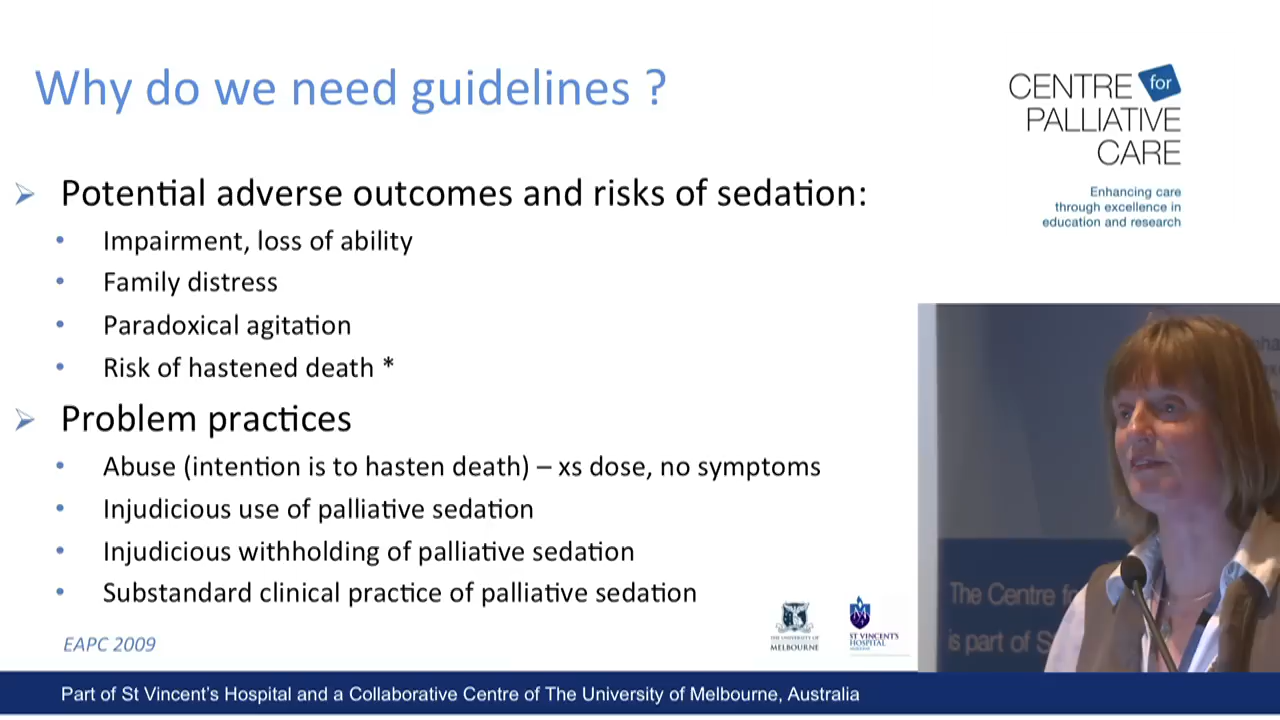 Why do we need guidelines ?
CENTRE for
PALLIATIVE
CARE
Enhancing care
through excellence in
education and research
➢ Potential adverse outcomes and risks of sedation:
• Impairment, loss of ability
• Family distress
• Paradoxical agitation
• Risk of hastened death *
➢ Problem practices
• Abuse (intention is to hasten death) – xs dose, no symptoms
• Injudicious use of palliative sedation
• Injudicious withholding of palliative sedation
• Substandard clinical practice of palliative sedation
EAPC 2009
THE UNIVERSITY OF
MELBOURNE
ST VINCENT'S
HOSPITAL
The Centre
is part of
Part of St Vincent's Hospital and a Collaborative Centre of The University of Melbourne, Australia